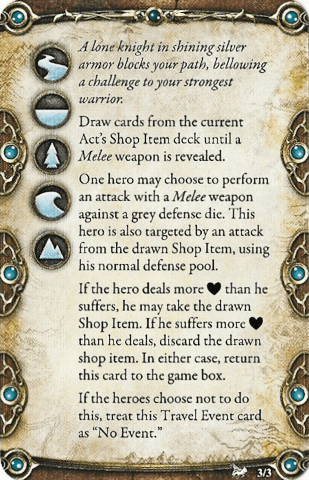 A lone knight in shining silver
armor blocks your path, bellowing
a challenge to your strongest
warrior.
Draw cards from the current
Act's Shop Item deck until a
Melee weapon is revealed.
One hero may choose to perform
an attack with a Melee weapon
against a grey defense die. This
hero is also targeted by an attack
from the drawn Shop Item, using
his normal defense pool.
If the hero deals more ♥ than he
suffers, he may take the drawn
Shop Item. If he suffers more ♥
than he deals, discard the drawn
shop item. In either case, return
this card to the game box.
If the heroes choose not to do
this, treat this Travel Event card
as “No Event.”
3/3